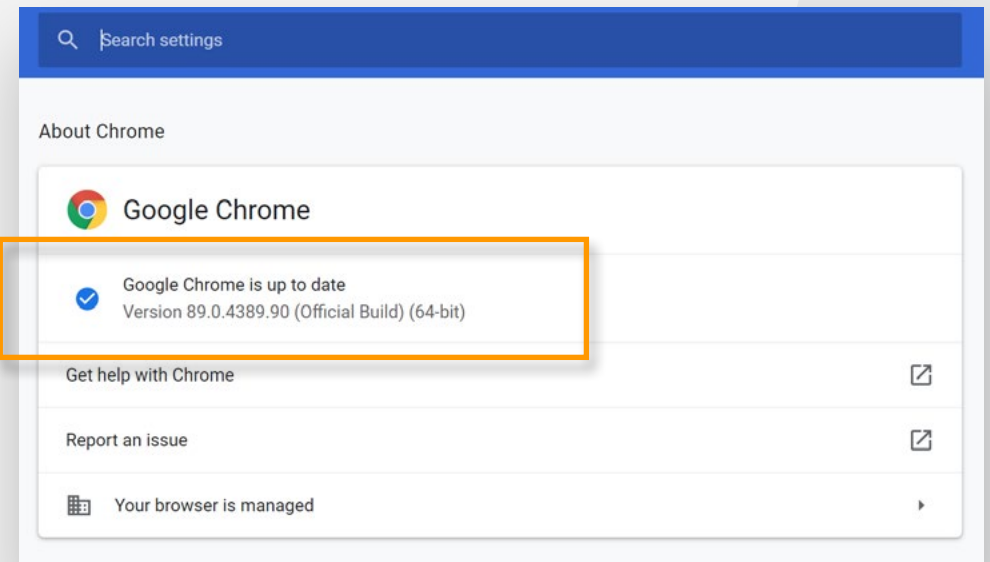 Search settings
About Chrome
Google Chrome
Google Chrome is up to date
Version 89.0.4389.90 (Official Build) (64-bit)
Get help with Chrome
Report an issue
Your browser is managed